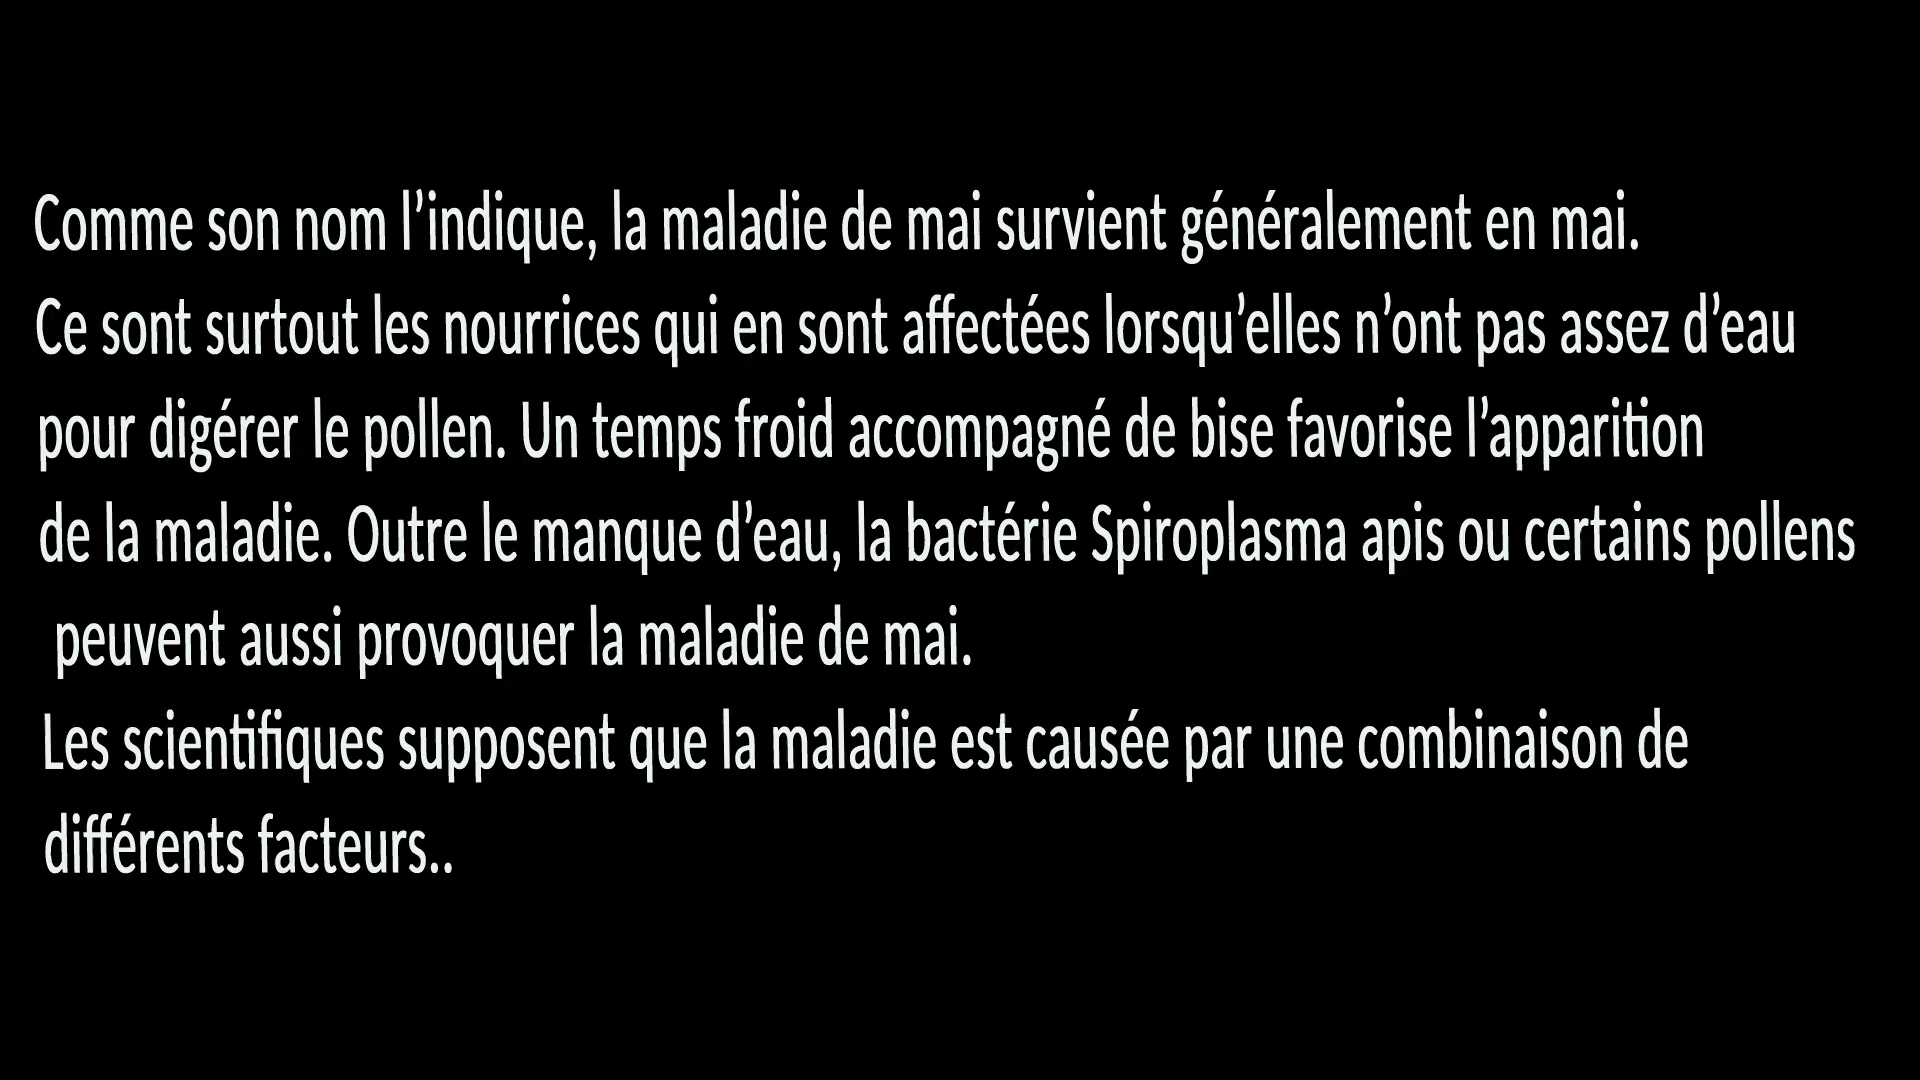 Comme son nom l’indique, la maladie de mai survient généralement en mai.
Ce sont surtout les nourrices qui en sont affectées lorsqu’elles n’ont pas assez d’eau
pour digérer le pollen. Un temps froid accompagné de bise favorise l’apparition
de la maladie. Outre le manque d’eau, la bactérie Spiroplasma apis ou certains pollens
peuvent aussi provoquer la maladie de mai.
Les scientifiques supposent que la maladie est causée par une combinaison de
différents facteurs..